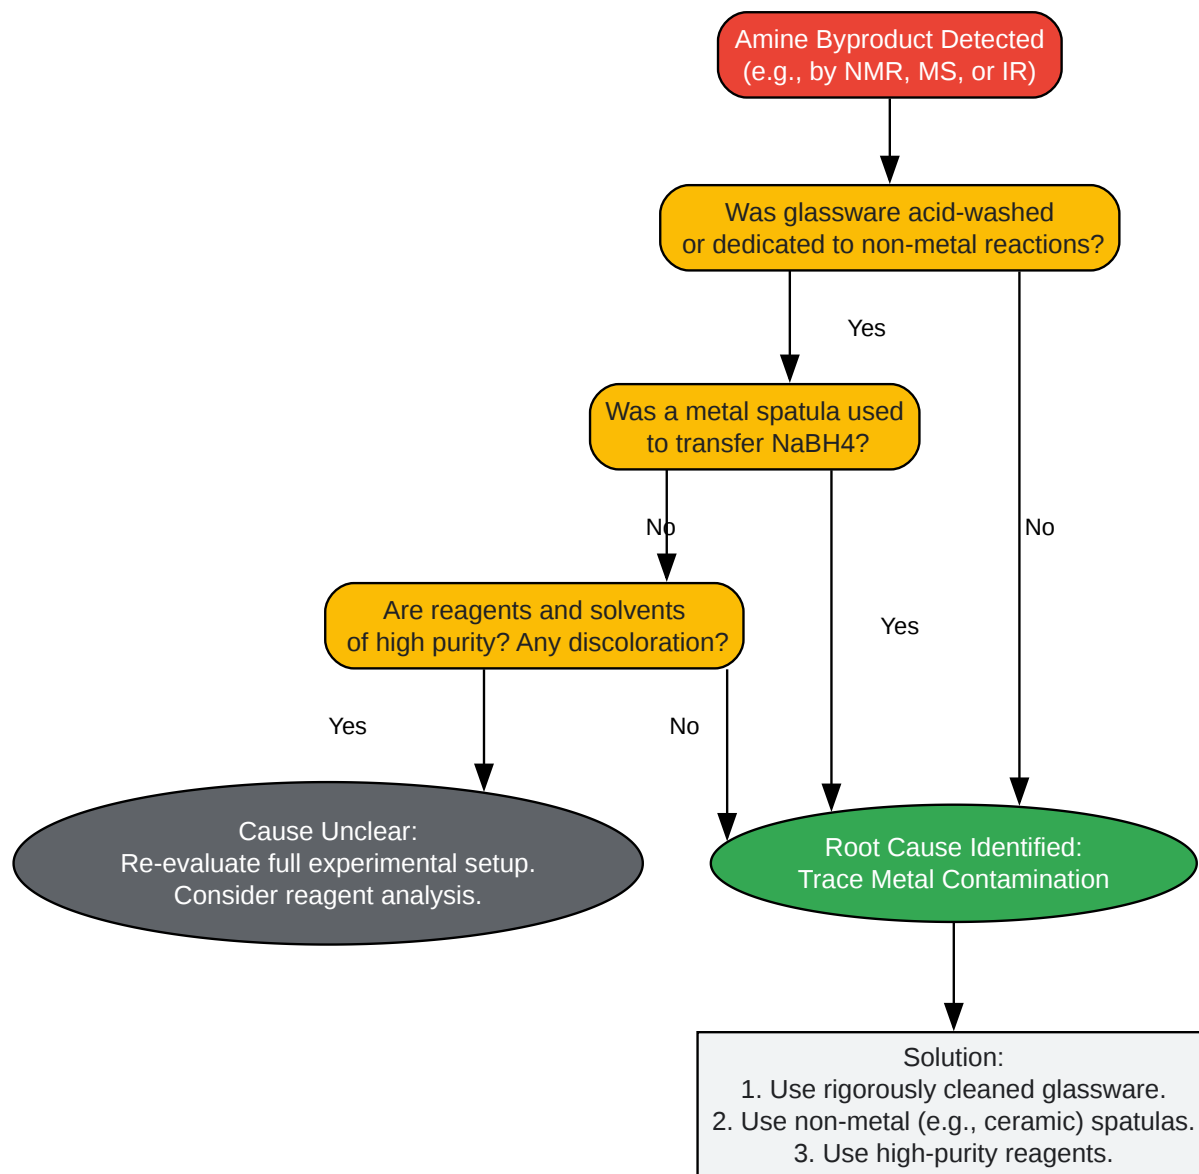 Amine Byproduct Detected
(e.g., by NMR, MS, or IR)
Was glassware acid-washed
or dedicated to non-metal reactions?
Yes
Was a metal spatula used
to transfer NaBH4?
No
No
Are reagents and solvents
of high purity? Any discoloration?
Yes
Yes
No
Cause Unclear:
Re-evaluate full experimental setup.
Consider reagent analysis.
Root Cause Identified:
Trace Metal Contamination
Solution:
1. Use rigorously cleaned glassware.
2. Use non-metal (e.g., ceramic) spatulas.
3. Use high-purity reagents.